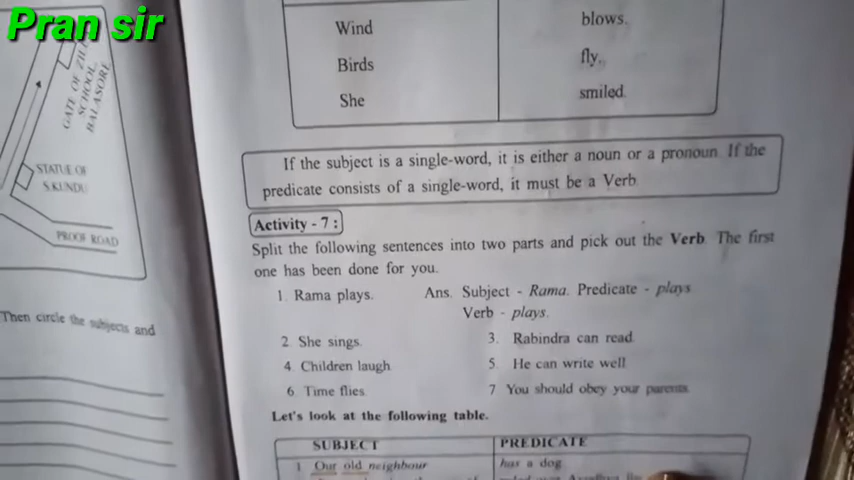 Pran sir
GATE OF ZILLA
SCHOOL,
BALASORE
STATUE OF
S.KUNDU
PROOF ROAD
Then circle the subjects and
Wind blows.
Birds fly.
She smiled.
If the subject is a single-word, it is either a noun or a pronoun. If the
predicate consists of a single-word, it must be a Verb.
Activity - 7 :
Split the following sentences into two parts and pick out the Verb. The first
one has been done for you.
1. Rama plays. Ans. Subject - Rama. Predicate - plays
Verb - plays.
2. She sings. 3. Rabindra can read.
4. Children laugh. 5. He can write well.
6. Time flies. 7. You should obey your parents.
Let's look at the following table.
SUBJECT PREDICATE
1. Our old neighbour has a dog